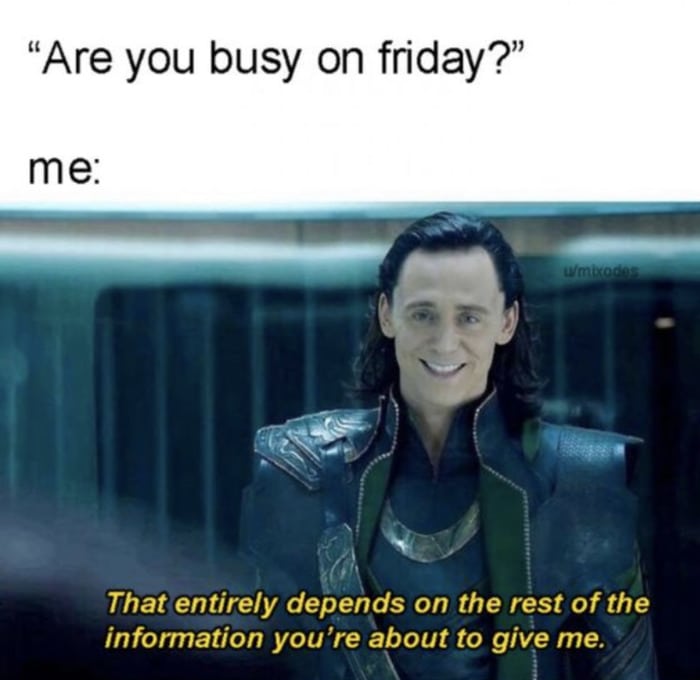 “Are you busy on friday?”
me:
u/mixodes
That entirely depends on the rest of the
information you're about to give me.